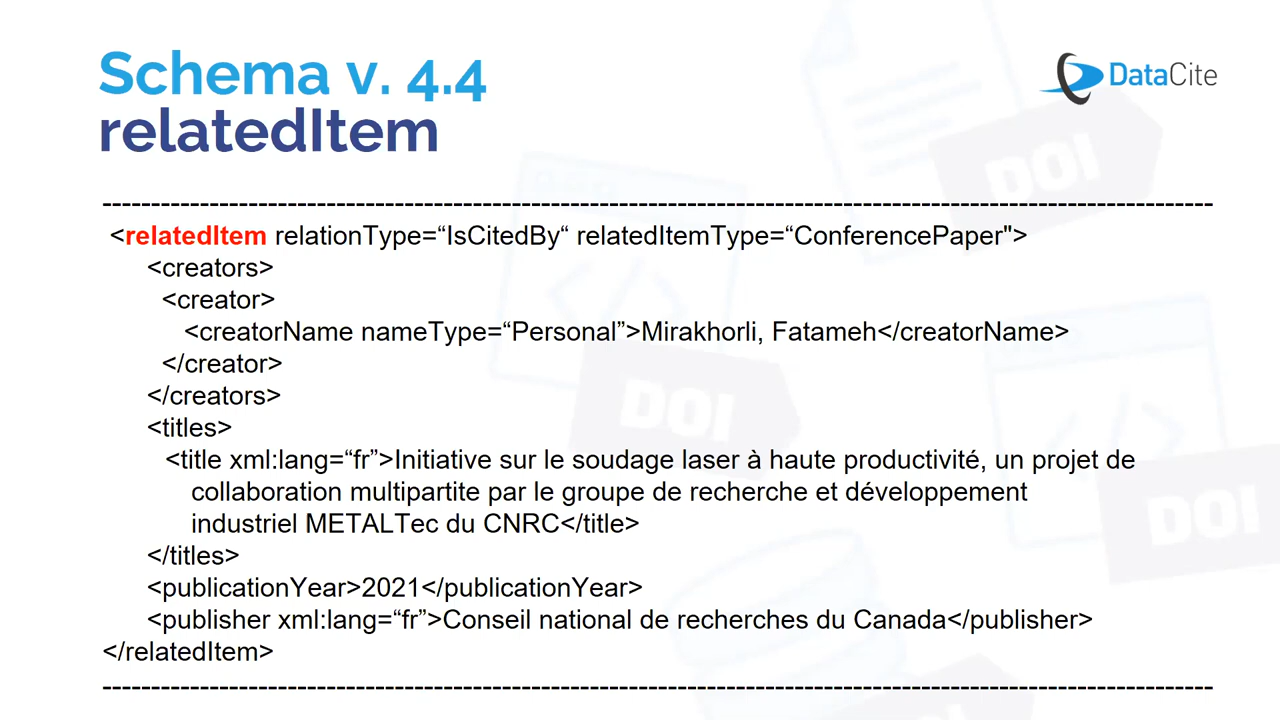 Schema v. 4.4
relatedItem
DataCite
DOI
--------------------------------------------------------------------------------------------------------------------
<relatedItem relationType=“IsCitedBy“ relatedItemType=“ConferencePaper">
<creators>
<creator>
<creatorName nameType=“Personal”>Mirakhorli, Fatameh</creatorName>
</creator>
</creators>
DOI
<titles>
<title xml:lang=“fr”>Initiative sur le soudage laser à haute productivité, un projet de
collaboration multipartite par le groupe de recherche et développement
industriel METALTec du CNRC</title>
DOI
</titles>
<publicationYear>2021</publicationYear>
<publisher xml:lang=“fr”>Conseil national de recherches du Canada</publisher>
</relatedItem>
--------------------------------------------------------------------------------------------------------------------